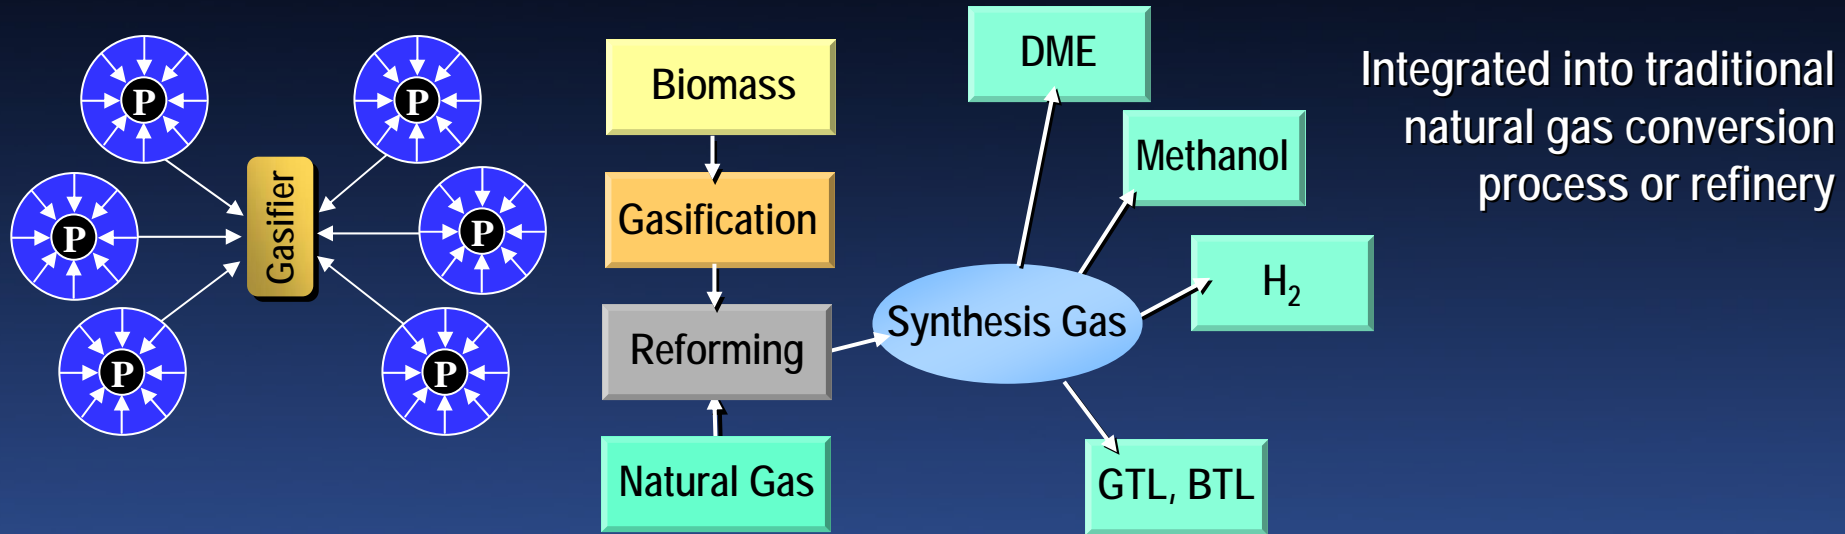 P
P
P
P
P
P
Gasifier
Biomass
Gasification
Reforming
Natural Gas
Synthesis Gas
DME
Methanol
H₂
GTL, BTL
Integrated into traditional
natural gas conversion
process or refinery